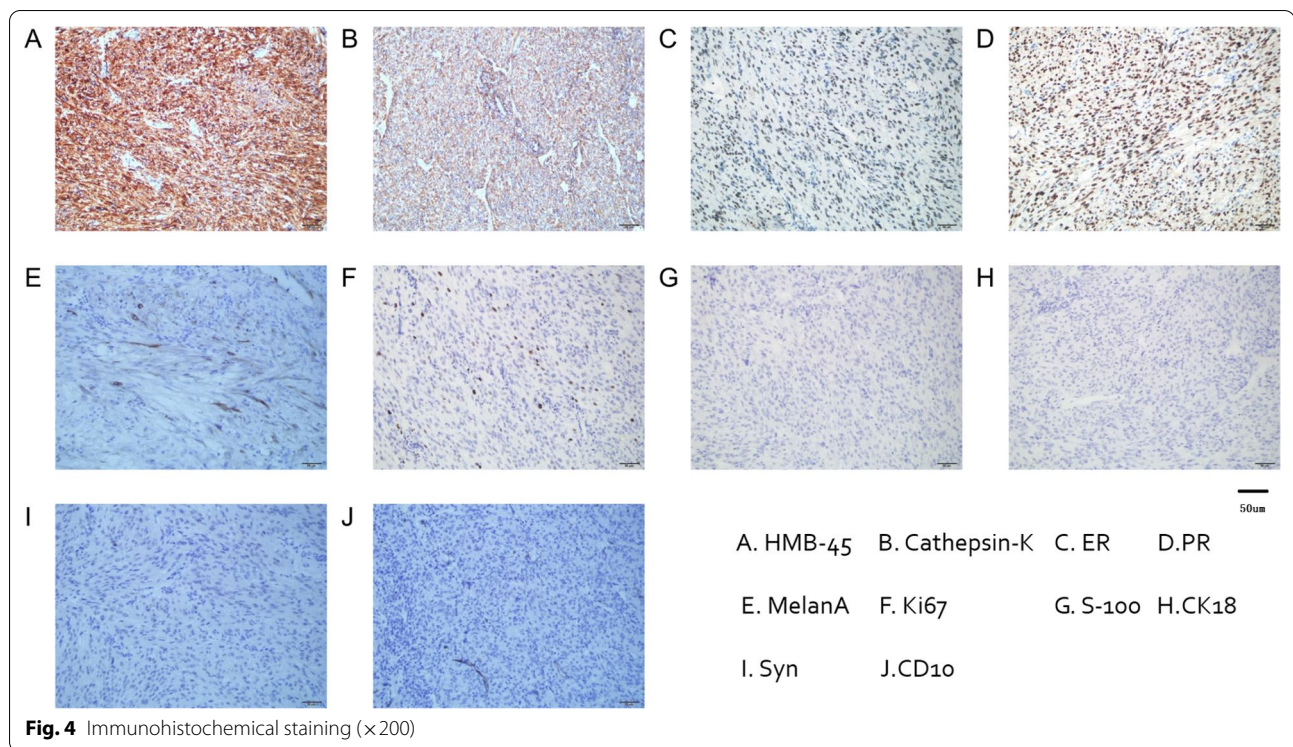 A
B
C
D
E
F
G
H
I
J
50um
A. HMB-45 B. Cathepsin-K C. ER D.PR
E. MelanA F. Ki67 G. S-100 H.CK18
I. Syn J.CD10
Fig. 4 Immunohistochemical staining (×200)